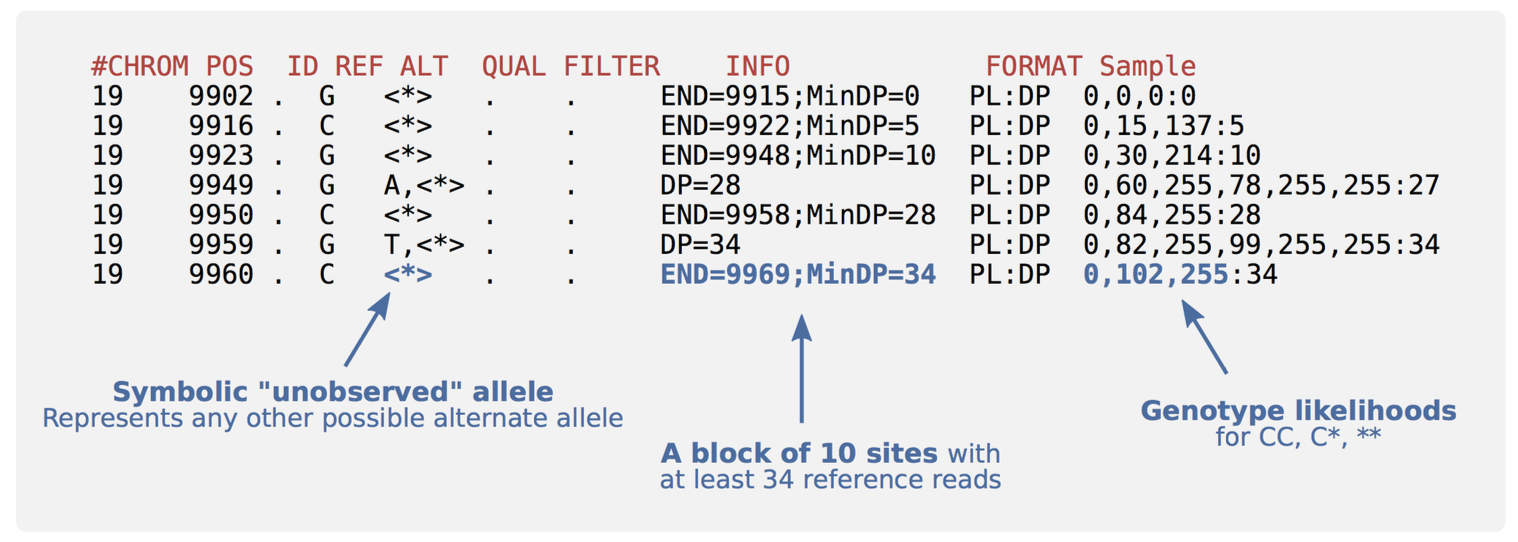 #CHROM POS ID REF ALT QUAL FILTER INFO FORMAT Sample
19 9902 . G <*> . . END=9915;MinDP=0 PL:DP 0,0,0:0
19 9916 . C <*> . . END=9922;MinDP=5 PL:DP 0,15,137:5
19 9923 . G <*> . . END=9948;MinDP=10 PL:DP 0,30,214:10
19 9949 . G A,<*> . . DP=28 PL:DP 0,60,255,78,255,255:27
19 9950 . C <*> . . END=9958;MinDP=28 PL:DP 0,84,255:28
19 9959 . G T,<*> . . DP=34 PL:DP 0,82,255,99,255,255:34
19 9960 . C <*> . . END=9969;MinDP=34 PL:DP 0,102,255:34
Symbolic "unobserved" allele
Represents any other possible alternate allele
A block of 10 sites with
at least 34 reference reads
Genotype likelihoods
for CC, C*, **